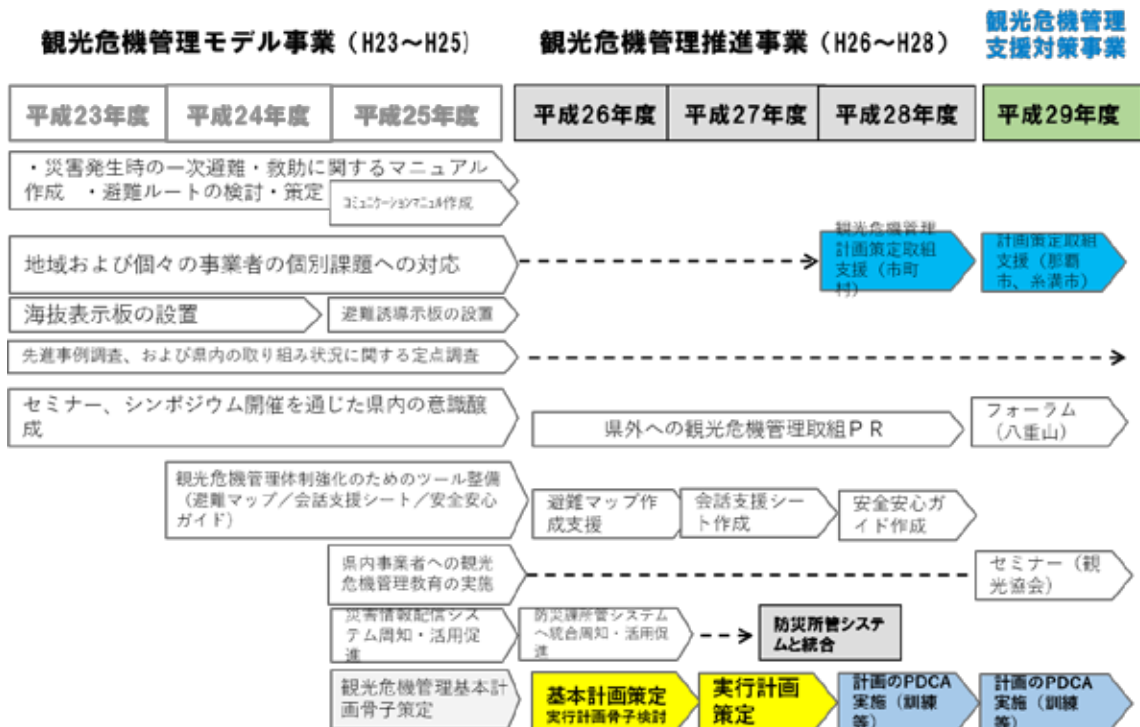 観光危機管理モデル事業（H23～H25）
観光危機管理推進事業（H26～H28）
観光危機管理
支援対策事業
平成23年度
平成24年度
平成25年度
平成26年度
平成27年度
平成28年度
平成29年度
・災害発生時の一次避難・救助に関するマニュアル
作成　・避難ルートの検討・策定
ｺﾐｭﾆｹｰｼｮﾝﾏﾆｭﾙ作成
地域および個々の事業者の個別課題への対応
観光危機管理
計画策定取組
支援（市町
村）
計画策定取組
支援（那覇
市、糸満市）
海抜表示板の設置
避難誘導示板の設置
先進事例調査、および県内の取り組み状況に関する定点調査
セミナー、シンポジウム開催を通じた県内の意識醸
成
県外への観光危機管理取組ＰＲ
フォーラム
（八重山）
観光危機管理体制強化のためのツール整備
（避難マップ／会話支援シート／安全安心
ガイド）
避難マップ作
成支援
会話支援シー
ト作成
安全安心ガ
イド作成
県内事業者への観光
危機管理教育の実施
セミナー（観
光協会）
災害情報配信シス
テム周知・活用促
進
防災課所管システム
へ統合周知・活用促
進
防災所管システ
ムと統合
観光危機管理基本計
画骨子策定
基本計画策定
実行計画骨子検討
実行計画
策定
計画のPDCA
実施（訓練
等）
計画のPDCA
実施（訓練
等）